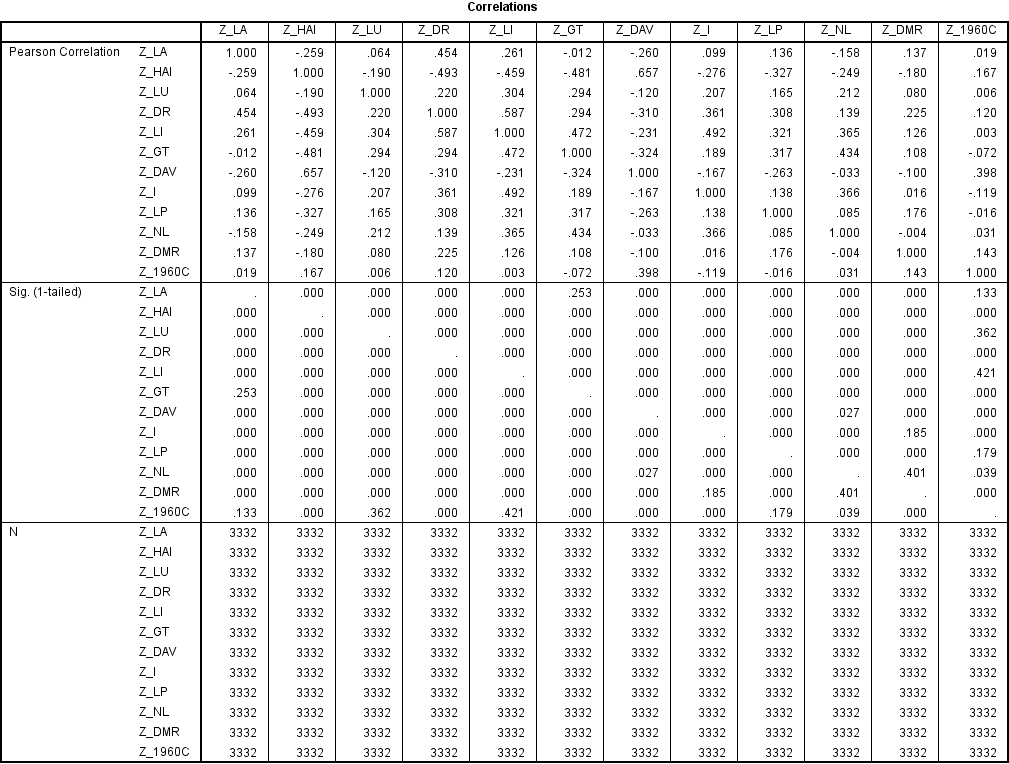 Correlations
Z_LA Z_HAI Z_LU Z_DR Z_LI Z_GT Z_DAV Z_I Z_LP Z_NL Z_DMR Z_1960C
Pearson Correlation Z_LA 1.000 -.259 .064 .454 .261 -.012 -.260 .099 .136 -.158 .137 .019
Z_HAI -.259 1.000 -.190 -.493 -.459 -.481 .657 -.276 -.327 -.249 -.180 .167
Z_LU .064 -.190 1.000 .220 .304 .294 -.120 .207 .165 .212 .080 .006
Z_DR .454 -.493 .220 1.000 .587 .294 -.310 .361 .308 .139 .225 .120
Z_LI .261 -.459 .304 .587 1.000 .472 -.231 .492 .321 .365 .126 .003
Z_GT -.012 -.481 .294 .294 .472 1.000 -.324 .189 .317 .434 .108 -.072
Z_DAV -.260 .657 -.120 -.310 -.231 -.324 1.000 -.167 -.263 -.033 -.100 .398
Z_I .099 -.276 .207 .361 .492 .189 -.167 1.000 .138 .366 .016 -.119
Z_LP .136 -.327 .165 .308 .321 .317 -.263 .138 1.000 .085 .176 -.016
Z_NL -.158 -.249 .212 .139 .365 .434 -.033 .366 .085 1.000 -.004 .031
Z_DMR .137 -.180 .080 .225 .126 .108 -.100 .016 .176 -.004 1.000 .143
Z_1960C .019 .167 .006 .120 .003 -.072 .398 -.119 -.016 .031 .143 1.000
Sig. (1-tailed) Z_LA . .000 .000 .000 .000 .253 .000 .000 .000 .000 .000 .133
Z_HAI .000 . .000 .000 .000 .000 .000 .000 .000 .000 .000 .000
Z_LU .000 .000 . .000 .000 .000 .000 .000 .000 .000 .000 .362
Z_DR .000 .000 .000 . .000 .000 .000 .000 .000 .000 .000 .000
Z_LI .000 .000 .000 .000 . .000 .000 .000 .000 .000 .000 .421
Z_GT .253 .000 .000 .000 .000 . .000 .000 .000 .000 .000 .000
Z_DAV .000 .000 .000 .000 .000 .000 . .000 .000 .027 .000 .000
Z_I .000 .000 .000 .000 .000 .000 .000 . .000 .000 .185 .000
Z_LP .000 .000 .000 .000 .000 .000 .000 .000 . .000 .000 .179
Z_NL .000 .000 .000 .000 .000 .000 .027 .000 .000 . .401 .039
Z_DMR .000 .000 .000 .000 .000 .000 .000 .185 .000 .401 . .000
Z_1960C .133 .000 .362 .000 .421 .000 .000 .000 .179 .039 .000 .
N Z_LA 3332 3332 3332 3332 3332 3332 3332 3332 3332 3332 3332 3332
Z_HAI 3332 3332 3332 3332 3332 3332 3332 3332 3332 3332 3332 3332
Z_LU 3332 3332 3332 3332 3332 3332 3332 3332 3332 3332 3332 3332
Z_DR 3332 3332 3332 3332 3332 3332 3332 3332 3332 3332 3332 3332
Z_LI 3332 3332 3332 3332 3332 3332 3332 3332 3332 3332 3332 3332
Z_GT 3332 3332 3332 3332 3332 3332 3332 3332 3332 3332 3332 3332
Z_DAV 3332 3332 3332 3332 3332 3332 3332 3332 3332 3332 3332 3332
Z_I 3332 3332 3332 3332 3332 3332 3332 3332 3332 3332 3332 3332
Z_LP 3332 3332 3332 3332 3332 3332 3332 3332 3332 3332 3332 3332
Z_NL 3332 3332 3332 3332 3332 3332 3332 3332 3332 3332 3332 3332
Z_DMR 3332 3332 3332 3332 3332 3332 3332 3332 3332 3332 3332 3332
Z_1960C 3332 3332 3332 3332 3332 3332 3332 3332 3332 3332 3332 3332